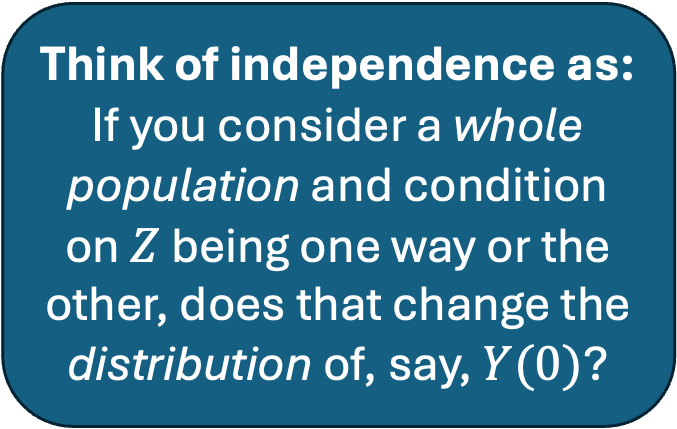 Think of independence as:
If you consider a whole
population and condition
on Z being one way or the
other, does that change the
distribution of, say, Y(0)?